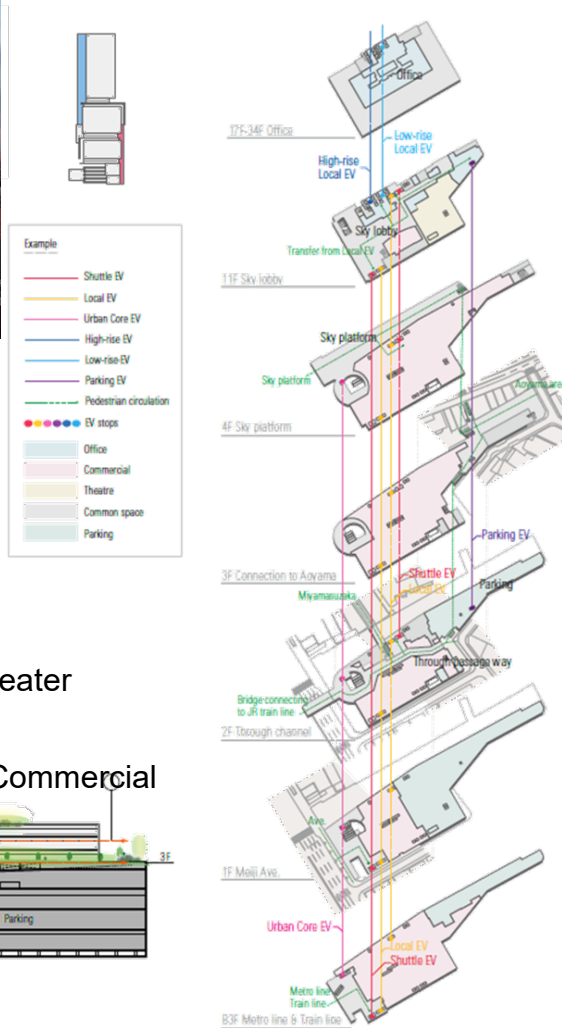 Office
17F-34F Office
Low-rise
Local EV
High-rise
Local EV
Sky lobby
Transfer from Local EV
11F Sky lobby
Example
Shuttle EV
Local EV
Urban Core EV
High-rise EV
Low-rise-EV
Parking EV
Pedestrian circulation
EV stops
Office
Commercial
Theatre
Common space
Parking
Sky platform
Sky platform
4F Sky platform
Aoyama area
Parking EV
3F Connection to Aoyama
Shuttle EV
Local EV
Miyamasuzaka
Parking
Through passage way
Bridge connecting
to JR train line
2F Through channel
eater
Commercial
3F
Parking
Ave.
1F Meiji Ave.
Urban Core EV
Local EV
Shuttle EV
Metro line
Train line
B3F Metro line & Train line